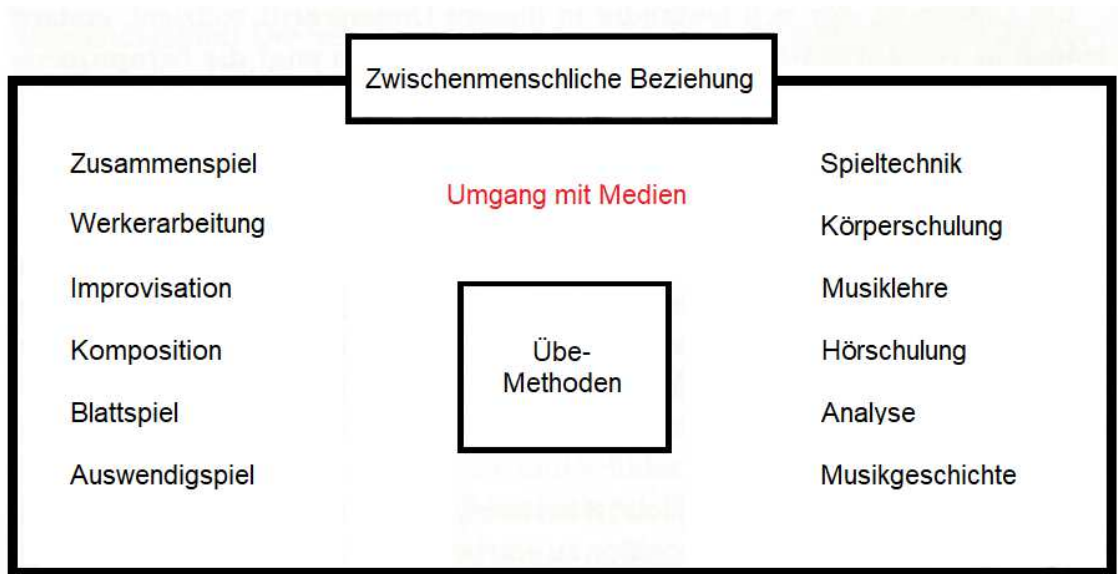 Zwischenmenschliche Beziehung
Zusammenspiel
Werkerarbeitung
Improvisation
Komposition
Blattspiel
Auswendigspiel
Umgang mit Medien
Übe-
Methoden
Spieltechnik
Körperschulung
Musiklehre
Hörschulung
Analyse
Musikgeschichte